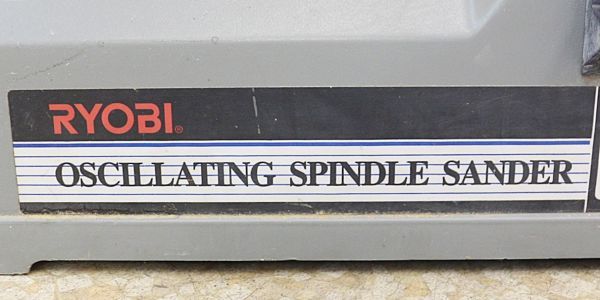 RYOBI®
OSCILLATING SPINDLE SANDER